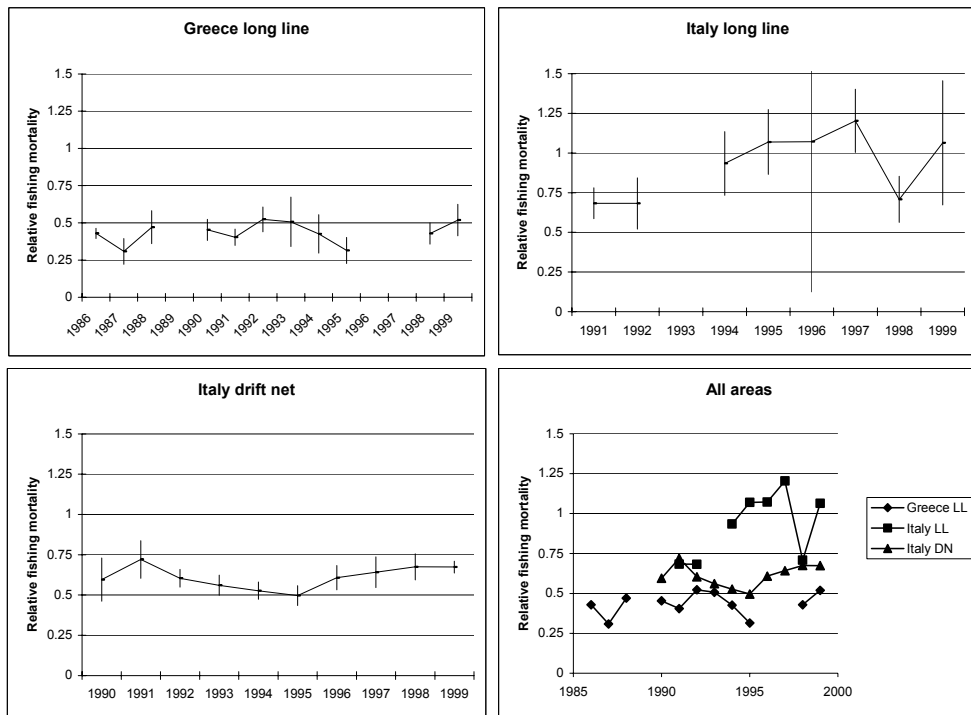 Greece long line
Relative fishing mortality
1.5
1.25
1
0.75
0.5
0.25
0
1986 1987 1988 1989 1990 1991 1992 1993 1994 1995 1996 1997 1998 1999
Italy long line
Relative fishing mortality
1.5
1.25
1
0.75
0.5
0.25
0
1991 1992 1993 1994 1995 1996 1997 1998 1999
Italy drift net
Relative fishing mortality
1.5
1.25
1
0.75
0.5
0.25
0
1990 1991 1992 1993 1994 1995 1996 1997 1998 1999
All areas
Relative fishing mortality
1.5
1.25
1
0.75
0.5
0.25
0
1985 1990 1995 2000
Greece LL
Italy LL
Italy DN